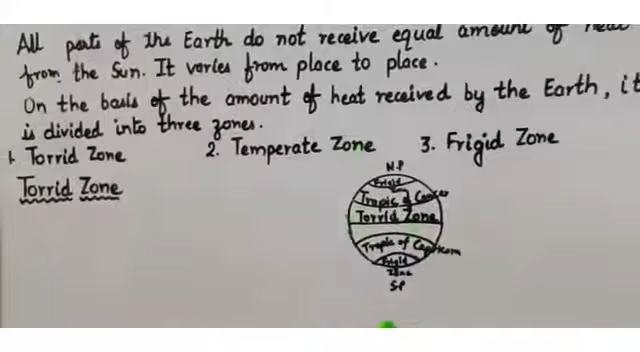 All parts of the Earth do not receive equal amount of heat
from the Sun. It varies from place to place.
On the basis of the amount of heat received by the Earth, it
is divided into three zones.
1. Torrid Zone 2. Temperate Zone 3. Frigid Zone
Torrid Zone
N.P
Frigid
Tropic of Cancer
Torrid Zone
Tropic of Capricorn
Frigid
Zone
SP